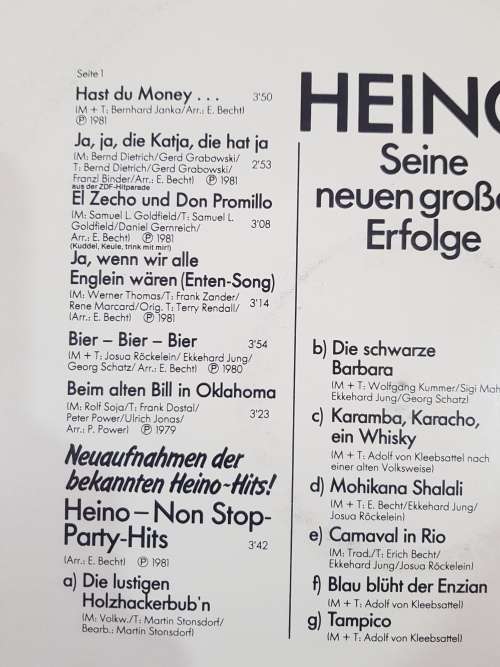 Seite 1
Hast du Money . . . 3'50
(M + T: Bernhard Janka/Arr.: E. Becht)
Ⓟ 1981
Ja, ja, die Katja, die hat ja
(M: Bernd Dietrich/Gerd Grabowski/
T: Bernd Dietrich/Gerd Grabowski/ 2'53
Franzl Binder/Arr.: E. Becht) Ⓟ 1981
aus der ZDF-Hitparade
El Zecho und Don Promillo
(M: Samuel L. Goldfield/T: Samuel L.
Goldfield/Daniel Gernreich/ 3'08
Arr.: E. Becht) Ⓟ 1981
(Kuddel, Keule, trink mit mir!)
Ja, wenn wir alle
Englein wären (Enten-Song)
(M: Werner Thomas/T: Frank Zander/
Rene Marcard/Orig. T: Terry Rendall/ 3'14
(Arr.: E. Becht) Ⓟ 1981
Bier – Bier – Bier 3'54
(M + T: Josua Röckelein/ Ekkehard Jung/
Georg Schatz/ Arr.: E. Becht) Ⓟ 1980
Beim alten Bill in Oklahoma
(M: Rolf Soja/T: Frank Dostal/
Peter Power/Ulrich Jonas/ 3'23
Arr.: P. Power) Ⓟ 1979
Neuaufnahmen der
bekannten Heino-Hits!
Heino – Non Stop-
Party-Hits 3'42
(Arr.: E. Becht) Ⓟ 1981
a) Die lustigen
Holzhackerbub'n
(M: Volkw./T: Martin Stonsdorf/
Bearb.: Martin Stonsdorf)
HEINO
Seine
neuen große
Erfolge
b) Die schwarze
Barbara
(M + T: Wolfgang Kummer/Sigi Mah
Ekkehard Jung/Georg Schatz)
c) Karamba, Karacho,
ein Whisky
(M + T: Adolf von Kleebsattel nach
einer alten Volksweise)
d) Mohikana Shalali
(M + T: E. Becht/Ekkehard Jung/
Josua Röckelein)
e) Carnaval in Rio
(M: Trad./T: Erich Becht/
Ekkehard Jung/Josua Röckelein)
f) Blau blüht der Enzian
(M + T: Adolf von Kleebsattel)
g) Tampico
(M + T: Adolf von Kleebsattel)